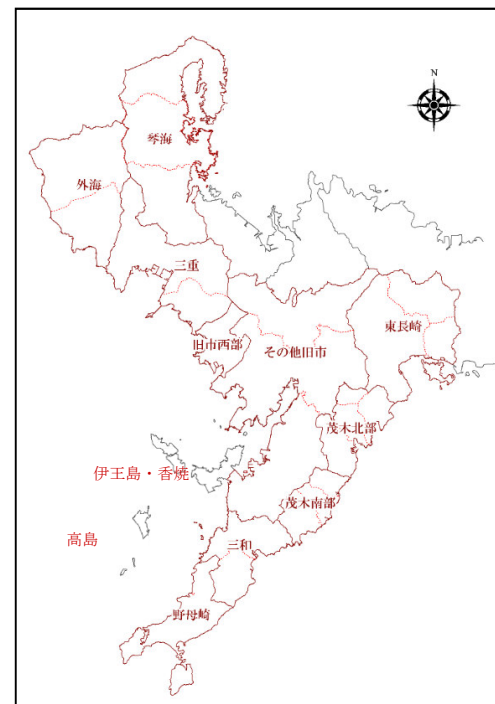 N
琴海
外海
三重
旧市西部
その他旧市
東長崎
茂木北部
伊王島・香焼
茂木南部
高島
三和
野母崎